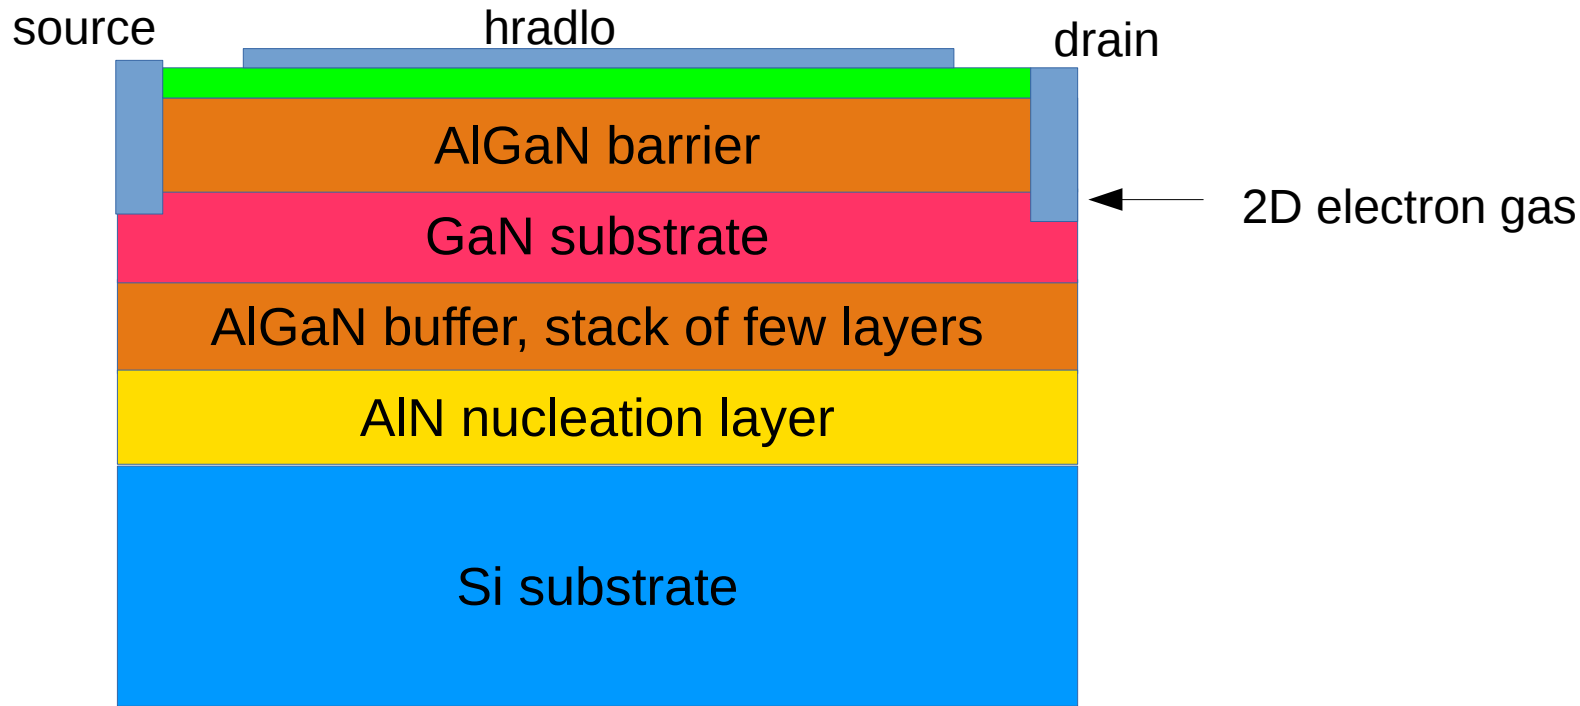 source
hradlo
drain
AlGaN barrier
2D electron gas
GaN substrate
AlGaN buffer, stack of few layers
AlN nucleation layer
Si substrate